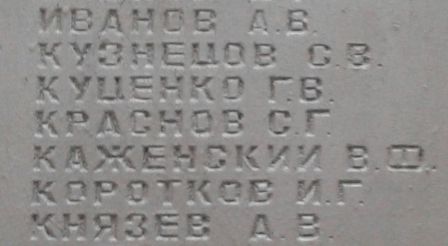 ИВАНОВ А.В.
КУЗНЕЦОВ С.В.
КУЦЕНКО Г.В.
КРАСНОВ С.Г.
КАЖЕНСКИЙ В.Ф.
КОРОТКОВ И.Г.
КНЯЗЕВ А.В.